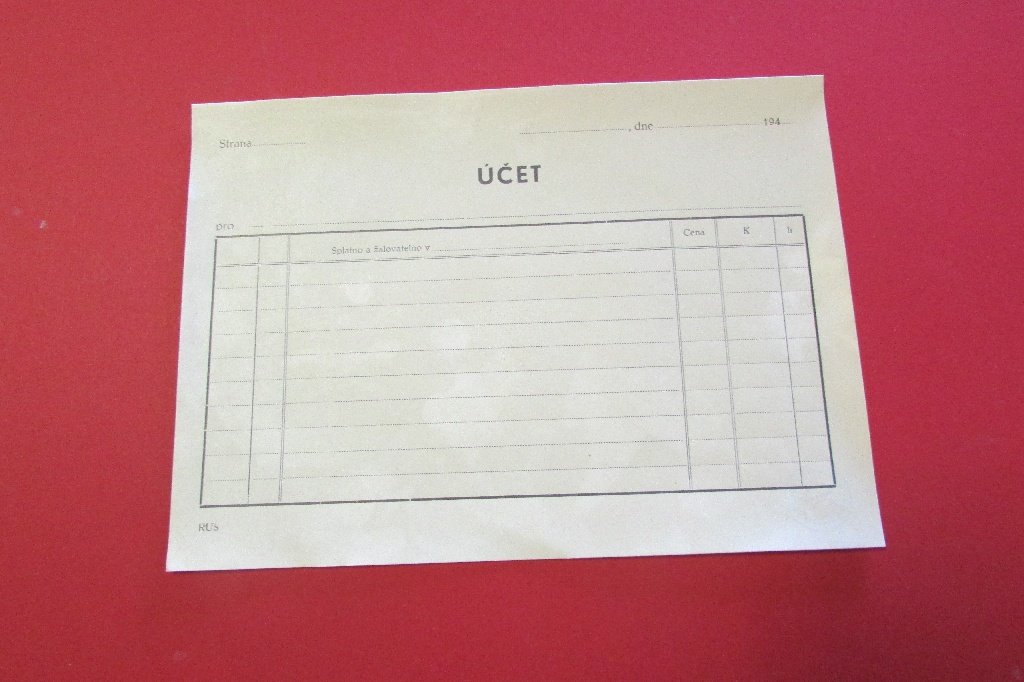 Strana
, dne 194
ÚČET
pro
Splatno a žalovatelno v Cena K h
RUS